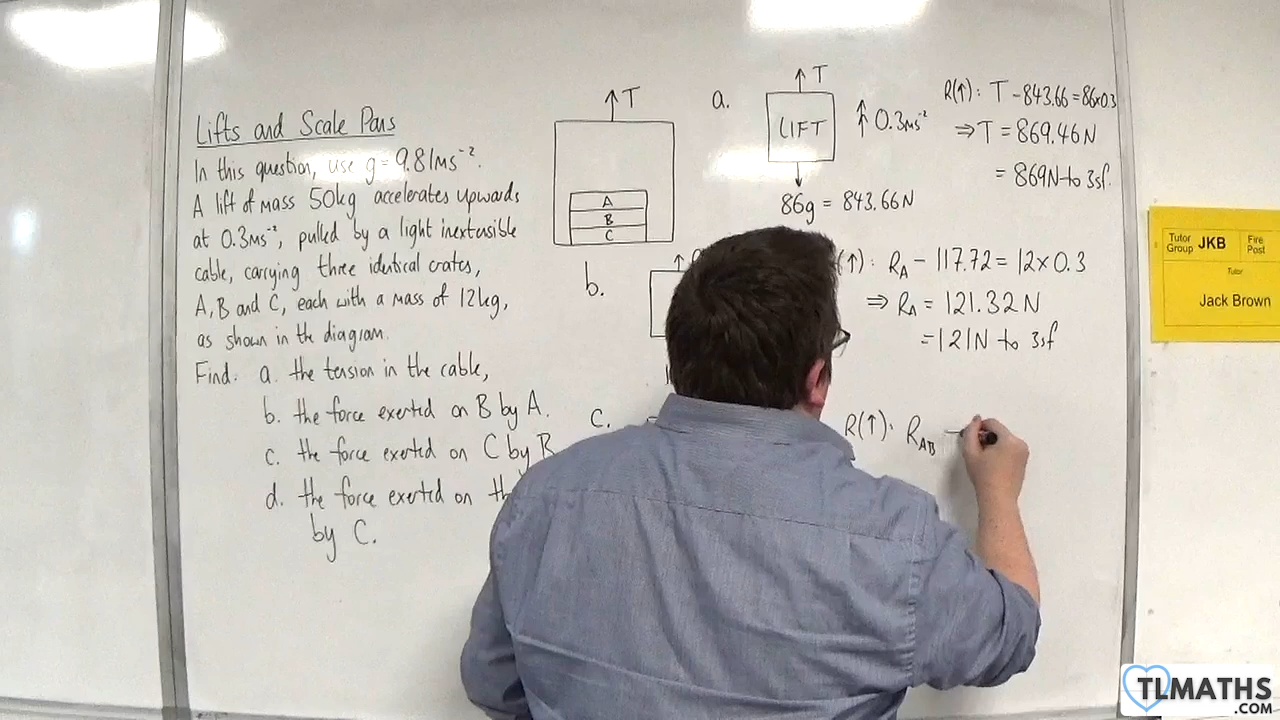 Lifts and Scale Pans
In this question, use g = 9.81ms⁻².
A lift of mass 50kg accelerates upwards
at 0.3ms⁻², pulled by a light inextensible
cable, carrying three identical crates,
A, B and C, each with a mass of 12kg,
as shown in the diagram.
Find: a. the tension in the cable,
b. the force exerted on B by A.
c. the force exerted on C by B
d. the force exerted on
by C.
T
A
B
C
a.
T
LIFT
0.3ms⁻²
86g = 843.66N
R(↑): T - 843.66 = 86x0.3
⇒ T = 869.46N
= 869N to 3sf.
b.
(↑): R_A - 117.72 = 12 x 0.3
⇒ R_A = 121.32N
= 121N to 3sf
c.
R(↑): R_AB -
Tutor Group JKB
Fire Post
Tutor
Jack Brown
TLMATHS
.COM